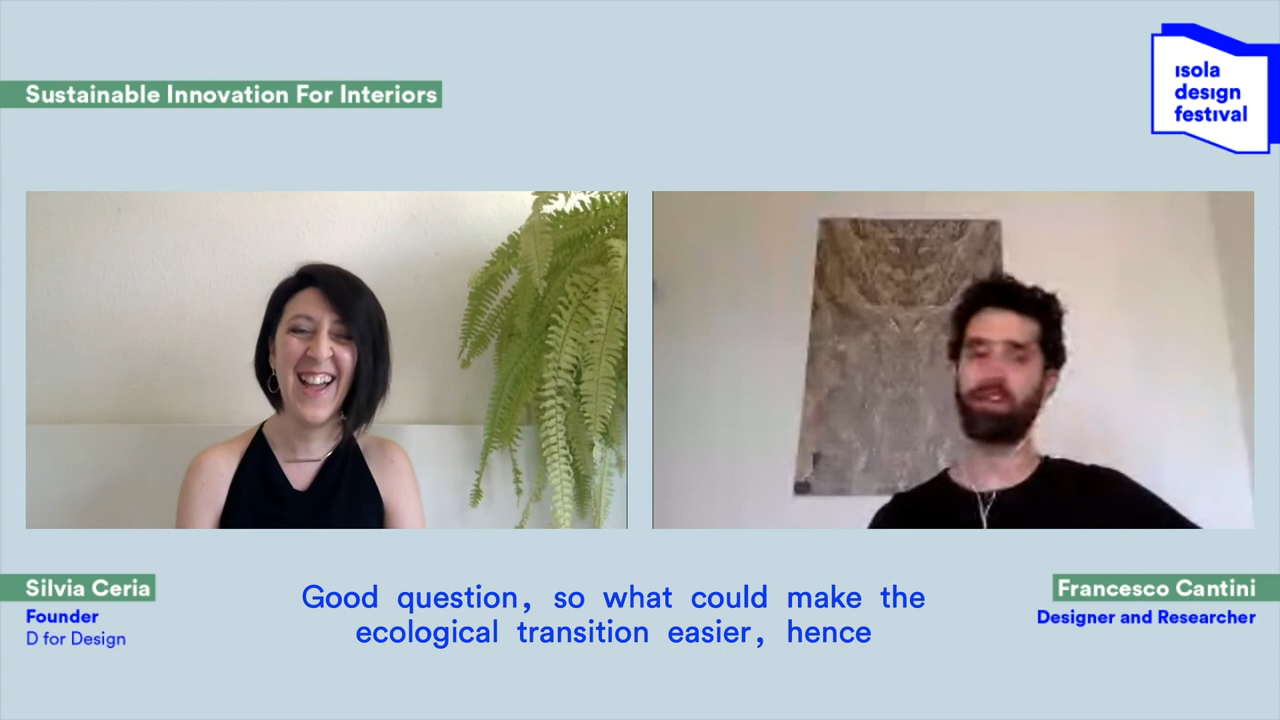 Sustainable Innovation For Interiors
isola
design
festival
Silvia Ceria
Founder
D for Design
Good question, so what could make the
ecological transition easier, hence
Francesco Cantini
Designer and Researcher